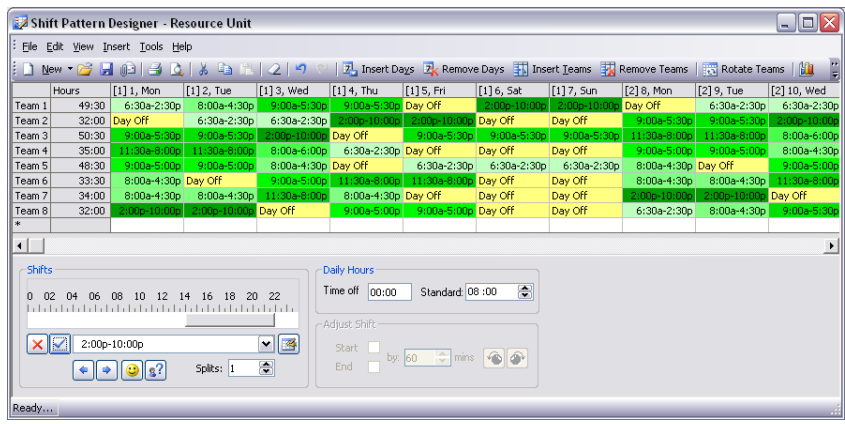 Shift Pattern Designer - Resource Unit
File Edit View Insert Tools Help
New Insert Days Remove Days Insert Teams Remove Teams Rotate Teams
Hours [1] 1, Mon [1] 2, Tue [1] 3, Wed [1] 4, Thu [1] 5, Fri [1] 6, Sat [1] 7, Sun [2] 8, Mon [2] 9, Tue [2] 10, Wed
Team 1 49:30 6:30a-2:30p 8:00a-4:30p 9:00a-5:30p 9:00a-5:30p Day Off 2:00p-10:00p 2:00p-10:00p Day Off 6:30a-2:30p 6:30a-2:30p
Team 2 32:00 Day Off 6:30a-2:30p 6:30a-2:30p 2:00p-10:00p 2:00p-10:00p Day Off Day Off 9:00a-5:30p 9:00a-5:30p 2:00p-10:00p
Team 3 50:30 9:00a-5:30p 9:00a-5:30p 2:00p-10:00p Day Off 9:00a-5:30p 9:00a-5:30p 9:00a-5:30p 11:30a-8:00p 11:30a-8:00p 8:00a-6:00p
Team 4 35:00 11:30a-8:00p 11:30a-8:00p 8:00a-6:00p 6:30a-2:30p Day Off Day Off Day Off 9:00a-5:00p 9:00a-5:00p 8:00a-4:30p
Team 5 48:30 9:00a-5:00p 9:00a-5:00p 8:00a-4:30p Day Off 6:30a-2:30p 6:30a-2:30p 6:30a-2:30p 8:00a-4:30p Day Off 9:00a-5:00p
Team 6 33:30 8:00a-4:30p Day Off 9:00a-5:00p 11:30a-8:00p 11:30a-8:00p Day Off Day Off 8:00a-4:30p 8:00a-4:30p 11:30a-8:00p
Team 7 34:00 8:00a-4:30p 8:00a-4:30p 11:30a-8:00p 8:00a-4:30p Day Off Day Off Day Off 2:00p-10:00p 2:00p-10:00p Day Off
Team 8 32:00 2:00p-10:00p 2:00p-10:00p Day Off 9:00a-5:00p 9:00a-5:00p Day Off Day Off 6:30a-2:30p 8:00a-4:30p 9:00a-5:00p
*
Shifts
0 02 04 06 08 10 12 14 16 18 20 22
2:00p-10:00p
Splits: 1
Daily Hours
Time off 00:00 Standard: 08 :00
Adjust Shift
Start
by: 60 mins
End
Ready...